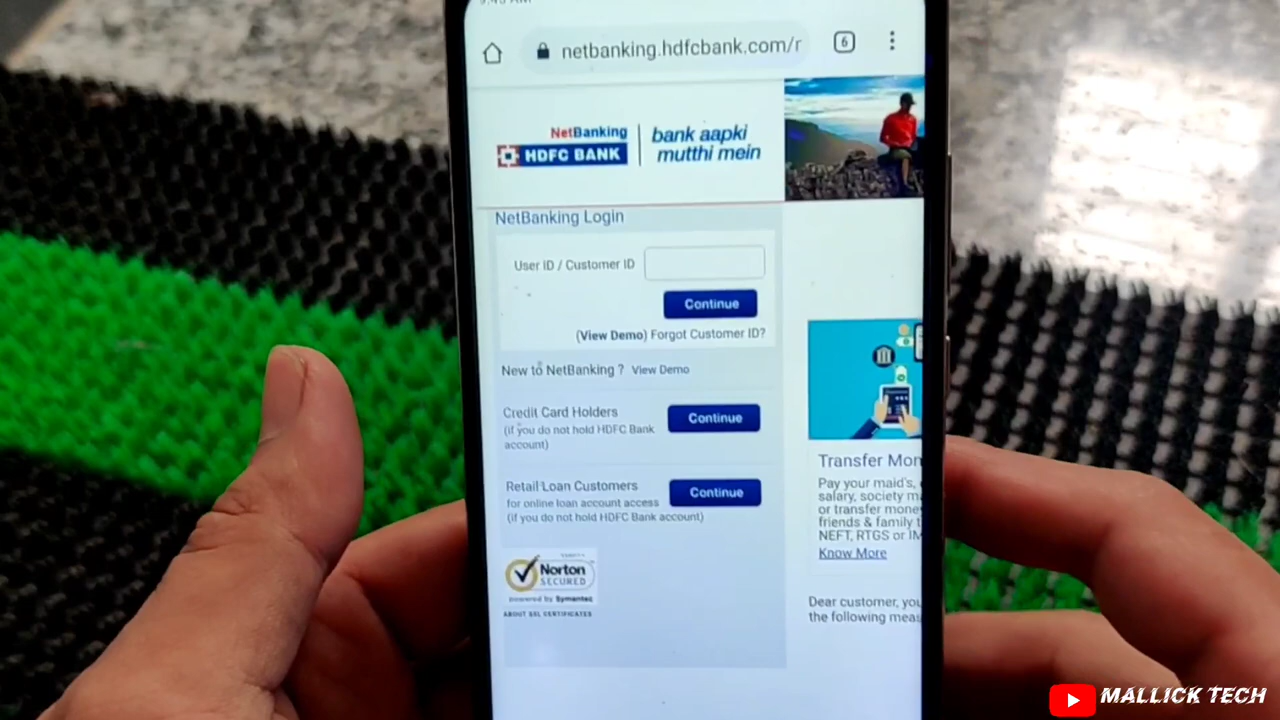 9:45 AM
netbanking.hdfcbank.com/r
6
NetBanking
HDFC BANK
bank aapki
mutthi mein
NetBanking Login
User ID / Customer ID
Continue
(View Demo) Forgot Customer ID?
New to NetBanking ? View Demo
Credit Card Holders
(if you do not hold HDFC Bank
account)
Continue
Retail Loan Customers
for online loan account access
(if you do not hold HDFC Bank account)
Continue
Norton
SECURED
powered by Symantec
ABOUT SSL CERTIFICATES
Transfer Mon
Pay your maid's,
salary, society m
or transfer money
friends & family t
NEFT, RTGS or IM
Know More
Dear customer, you
the following meas
MALLICK TECH